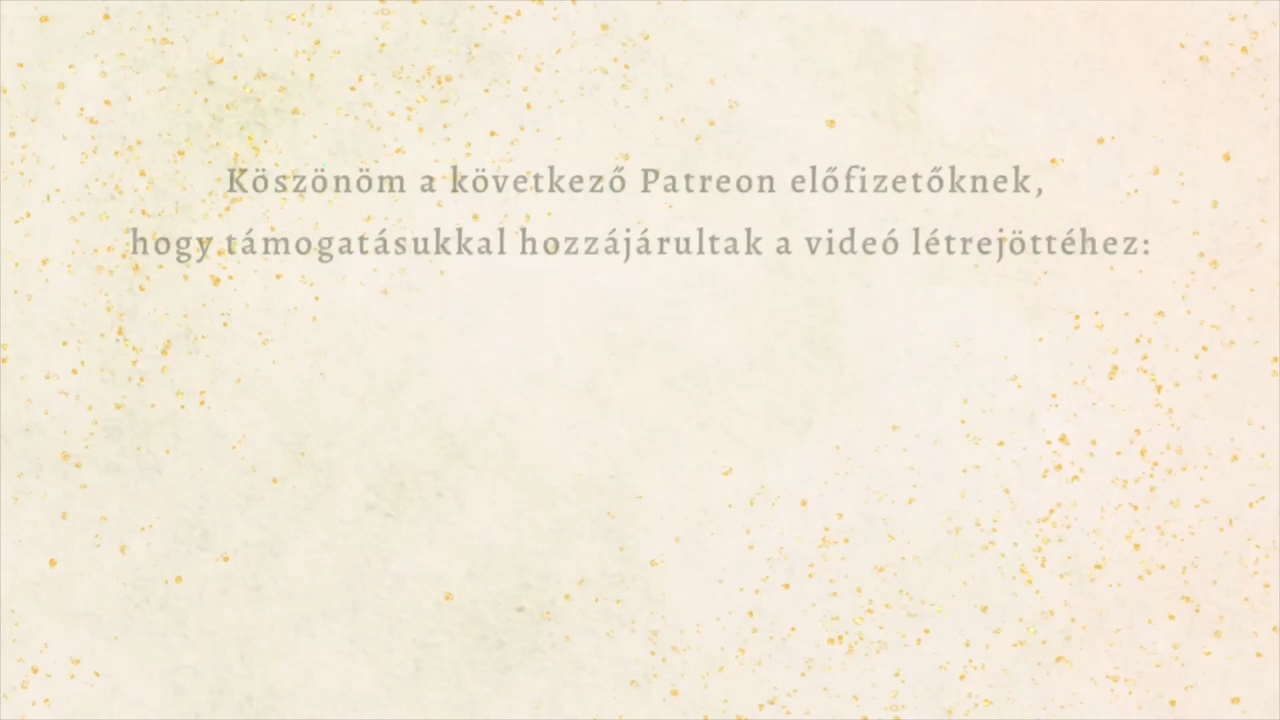 Köszönöm a következő Patreon előfizetőknek,
hogy támogatásukkal hozzájárultak a videó létrejöttéhez: